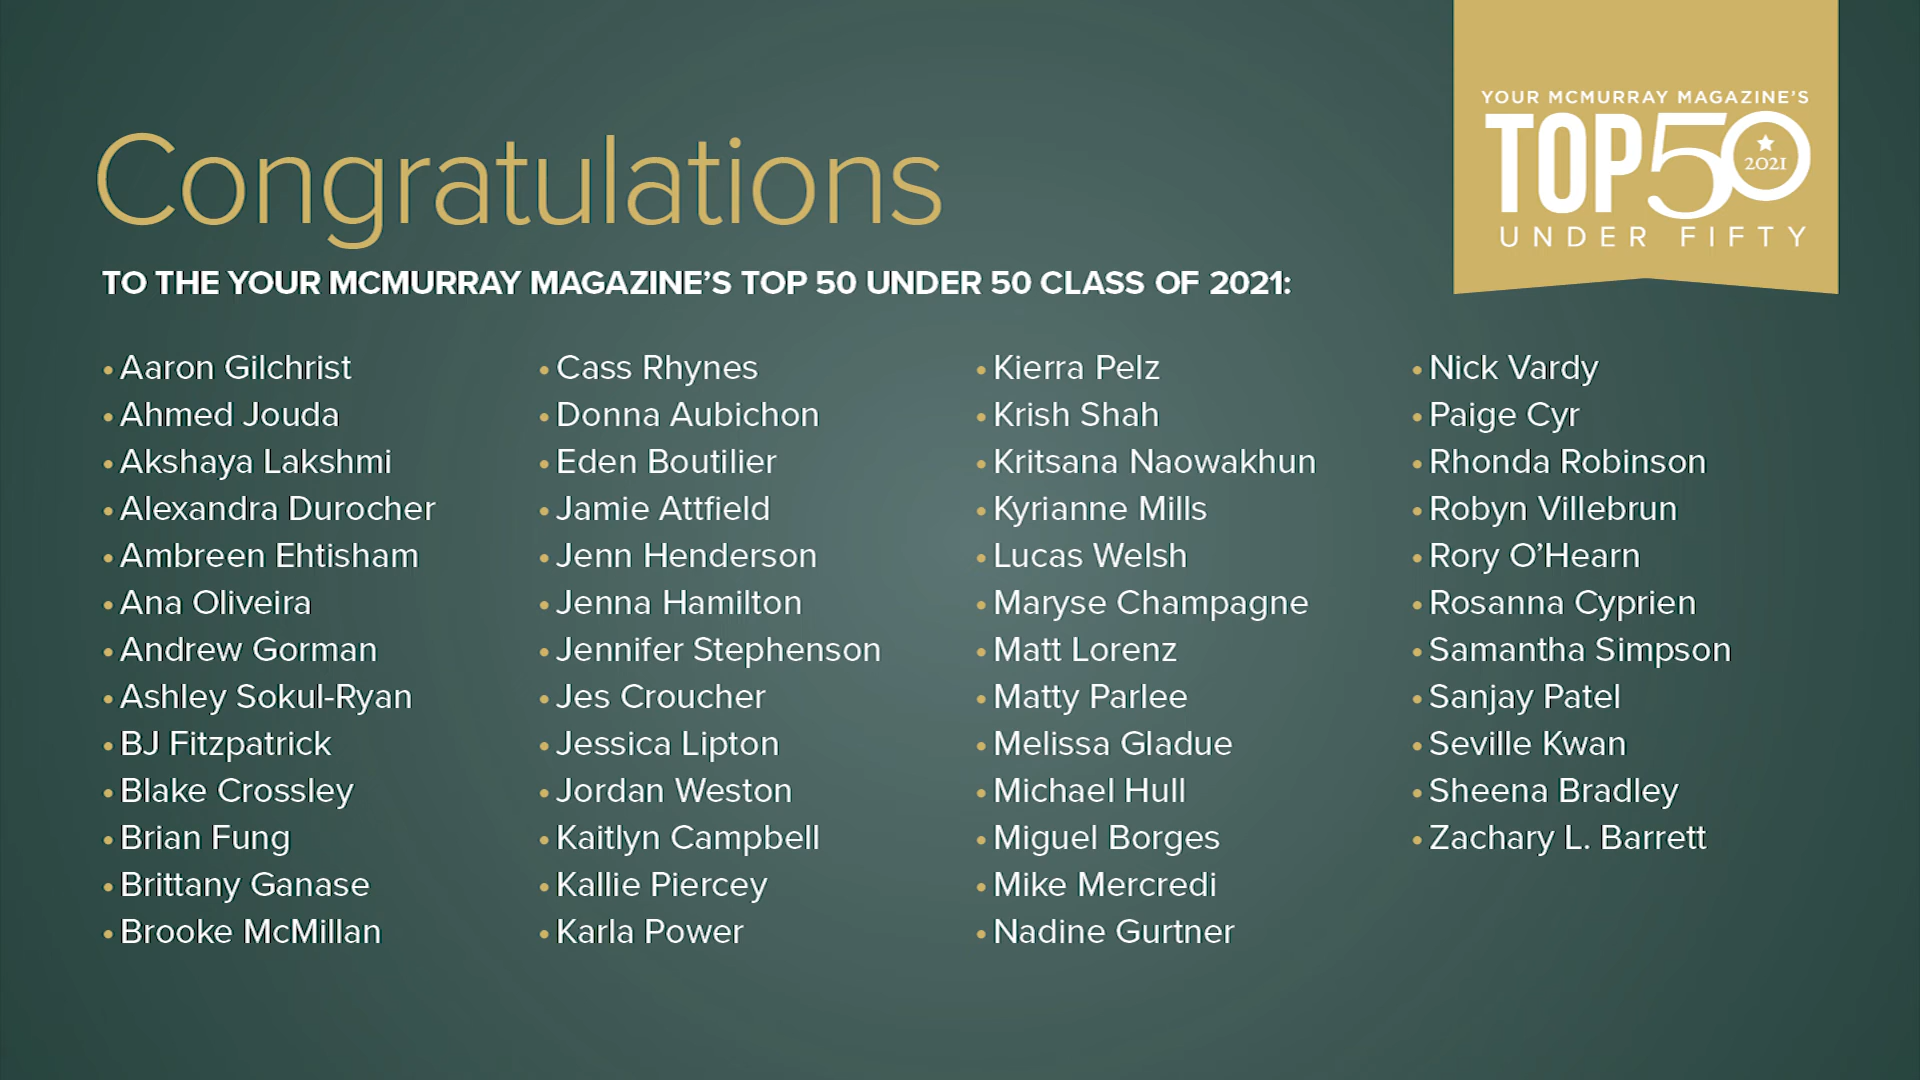 YOUR MCMURRAY MAGAZINE'S
TOP 50
2021
UNDER FIFTY
Congratulations
TO THE YOUR MCMURRAY MAGAZINE'S TOP 50 UNDER 50 CLASS OF 2021:
• Aaron Gilchrist
• Ahmed Jouda
• Akshaya Lakshmi
• Alexandra Durocher
• Ambreen Ehtisham
• Ana Oliveira
• Andrew Gorman
• Ashley Sokul-Ryan
• BJ Fitzpatrick
• Blake Crossley
• Brian Fung
• Brittany Ganase
• Brooke McMillan
• Cass Rhynes
• Donna Aubichon
• Eden Boutilier
• Jamie Attfield
• Jenn Henderson
• Jenna Hamilton
• Jennifer Stephenson
• Jes Croucher
• Jessica Lipton
• Jordan Weston
• Kaitlyn Campbell
• Kallie Piercey
• Karla Power
• Kierra Pelz
• Krish Shah
• Kritsana Naowakhun
• Kyrianne Mills
• Lucas Welsh
• Maryse Champagne
• Matt Lorenz
• Matty Parlee
• Melissa Gladue
• Michael Hull
• Miguel Borges
• Mike Mercredi
• Nadine Gurtner
• Nick Vardy
• Paige Cyr
• Rhonda Robinson
• Robyn Villebrun
• Rory O'Hearn
• Rosanna Cyprien
• Samantha Simpson
• Sanjay Patel
• Seville Kwan
• Sheena Bradley
• Zachary L. Barrett